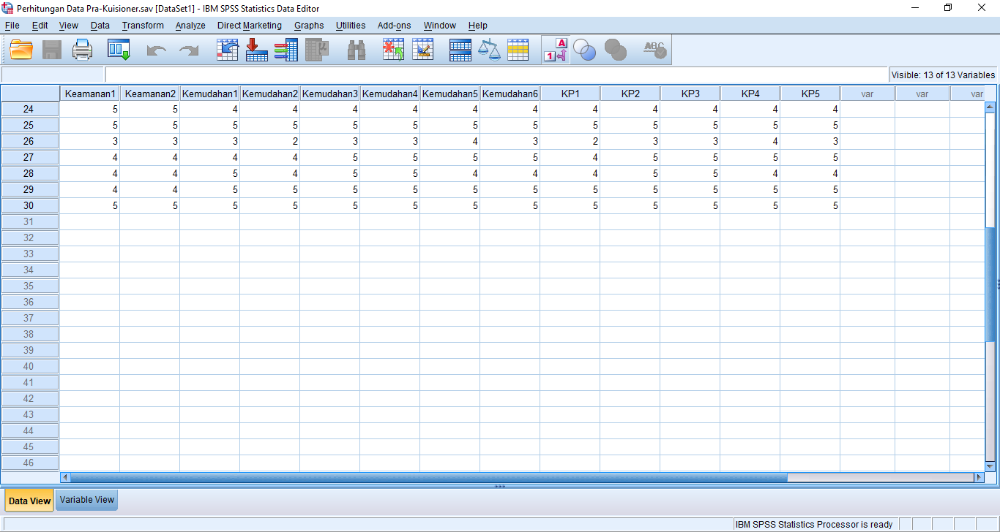 Perhitungan Data Pra-Kuisioner.sav [DataSet1] - IBM SPSS Statistics Data Editor
File Edit View Data Transform Analyze Direct Marketing Graphs Utilities Add-ons Window Help
Visible: 13 of 13 Variables
Keamanan1 Keamanan2 Kemudahan1 Kemudahan2 Kemudahan3 Kemudahan4 Kemudahan5 Kemudahan6 KP1 KP2 KP3 KP4 KP5 var var var
24 5 5 4 4 4 4 4 4 4 4 4 4 4
25 5 5 5 5 5 5 5 5 5 5 5 5 5
26 3 3 3 2 3 3 4 3 2 3 3 4 3
27 4 4 4 4 5 5 5 5 4 5 5 5 5
28 4 4 5 4 5 5 4 4 4 5 5 4 4
29 4 4 5 5 5 5 5 5 5 5 5 5 5
30 5 5 5 5 5 5 5 5 5 5 5 5 5
31
32
33
34
35
36
37
38
39
40
41
42
43
44
45
46
Data View Variable View
IBM SPSS Statistics Processor is ready